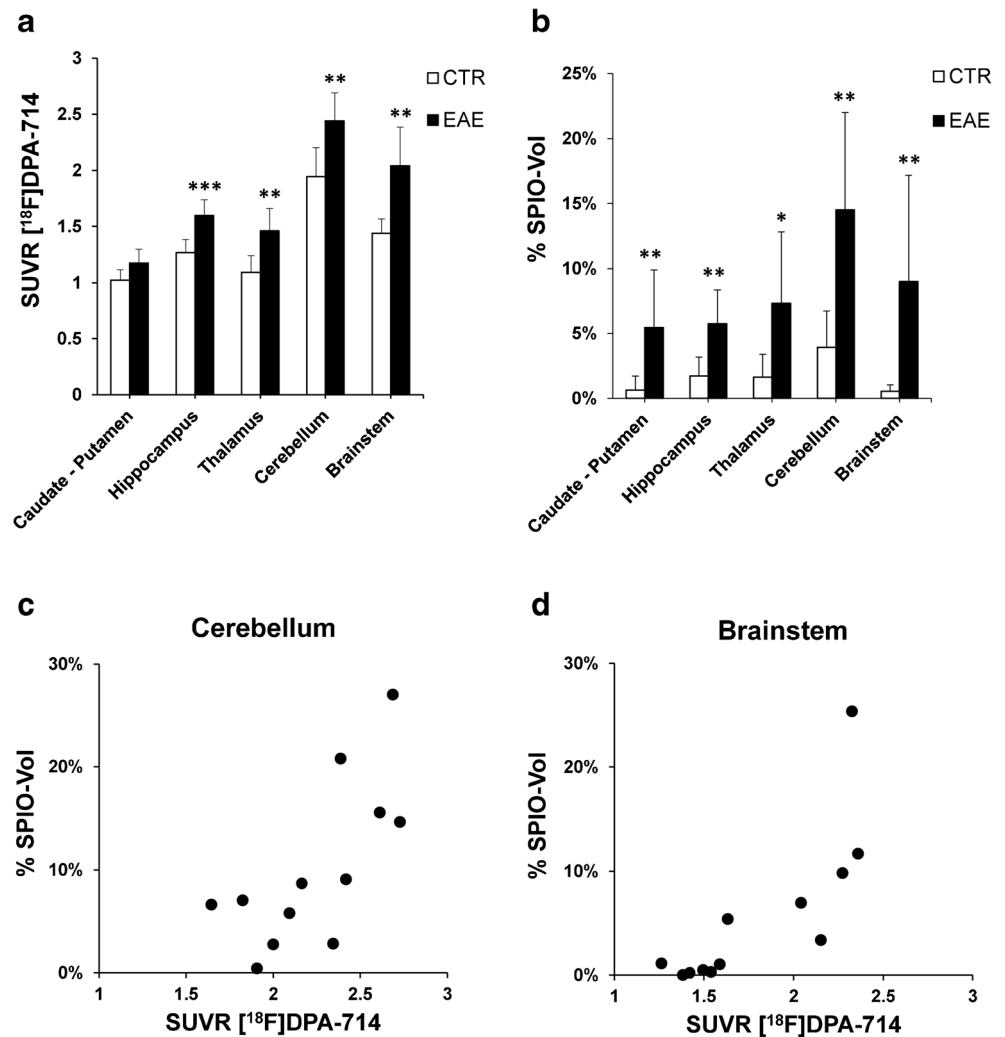 a
SUVR [18F]DPA-714
3
2.5
2
1.5
1
0.5
0
***
**
**
**
CTR
EAE
Caudate - Putamen
Hippocampus
Thalamus
Cerebellum
Brainstem
b
% SPIO-Vol
25%
20%
15%
10%
5%
0%
**
**
*
**
**
CTR
EAE
Caudate - Putamen
Hippocampus
Thalamus
Cerebellum
Brainstem
c
Cerebellum
% SPIO-Vol
30%
20%
10%
0%
1 1.5 2 2.5 3
SUVR [18F]DPA-714
d
Brainstem
% SPIO-Vol
30%
20%
10%
0%
1 1.5 2 2.5 3
SUVR [18F]DPA-714